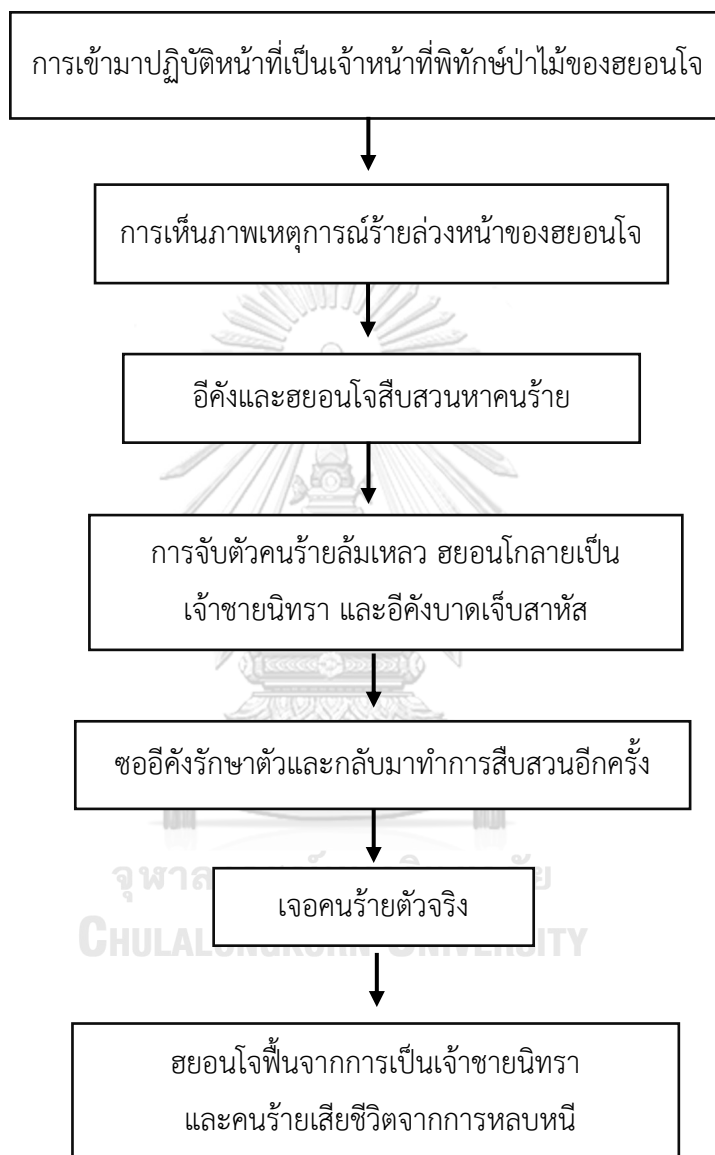 การเข้ามาปฏิบัติหน้าที่เป็นเจ้าหน้าที่พิทักษ์ป่าไม้ของฮยอนโจ
การเห็นภาพเหตุการณ์ร้ายล่วงหน้าของฮยอนโจ
อีคังและฮยอนโจสืบสวนหาคนร้าย
การจับตัวคนร้ายล้มเหลว ฮยอนโกลายเป็น
เจ้าชายนิทรา และอีคังบาดเจ็บสาหัส
ซออีคังรักษาตัวและกลับมาทำการสืบสวนอีกครั้ง
เจอคนร้ายตัวจริง
ฮยอนโจฟื้นจากการเป็นเจ้าชายนิทรา
และคนร้ายเสียชีวิตจากการหลบหนี